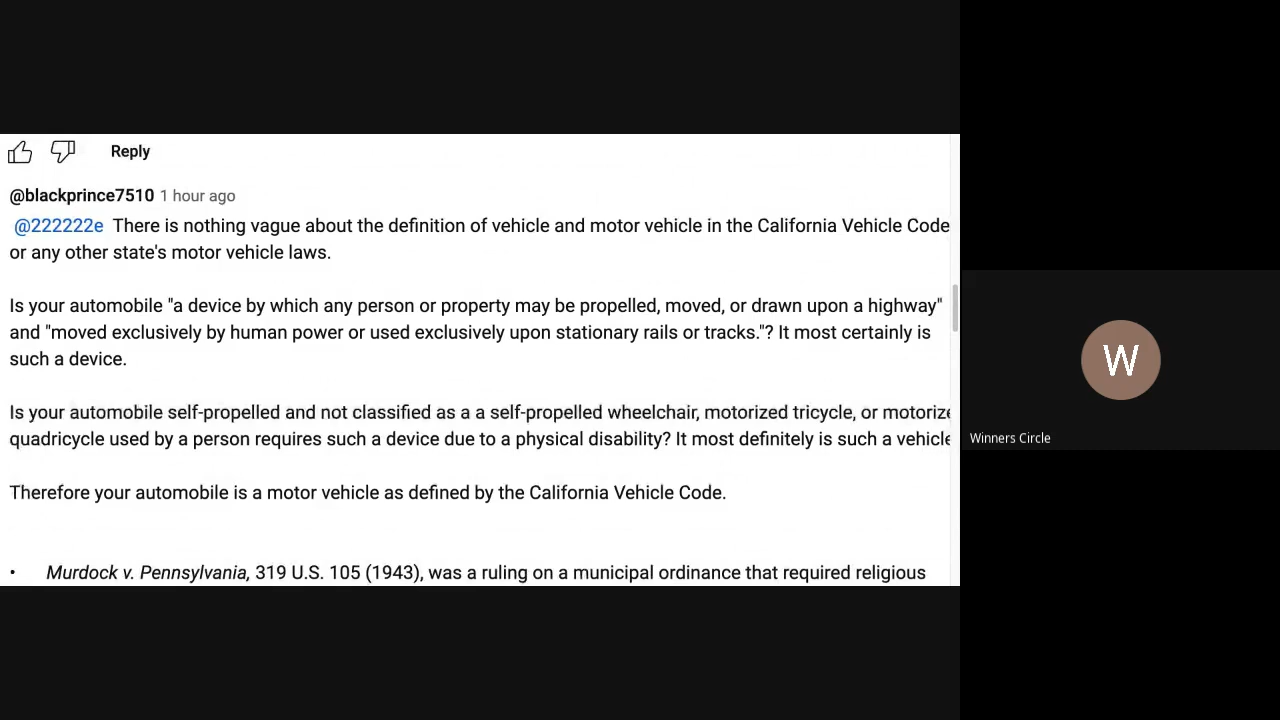 Reply
@blackprince7510 1 hour ago
@222222e There is nothing vague about the definition of vehicle and motor vehicle in the California Vehicle Code
or any other state's motor vehicle laws.
Is your automobile "a device by which any person or property may be propelled, moved, or drawn upon a highway"
and "moved exclusively by human power or used exclusively upon stationary rails or tracks."? It most certainly is
such a device.
Is your automobile self-propelled and not classified as a a self-propelled wheelchair, motorized tricycle, or motorize
quadricycle used by a person requires such a device due to a physical disability? It most definitely is such a vehicle
Therefore your automobile is a motor vehicle as defined by the California Vehicle Code.
• Murdock v. Pennsylvania, 319 U.S. 105 (1943), was a ruling on a municipal ordinance that required religious
W
Winners Circle